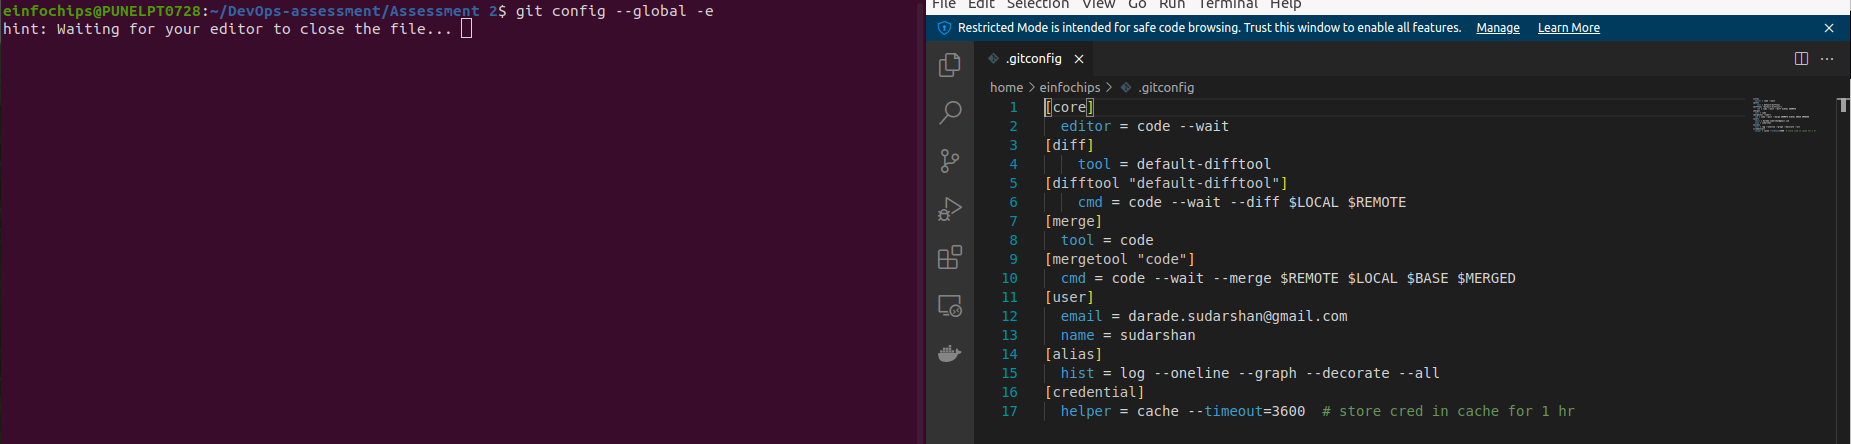 einfochips@PUNELPT0728:~/DevOps-assessment/Assessment 2$ git config --global -e
hint: Waiting for your editor to close the file...
File Edit Selection View Go Run Terminal Help
Restricted Mode is intended for safe code browsing. Trust this window to enable all features. Manage Learn More
.gitconfig
home > einfochips > .gitconfig
1 [core]
2 editor = code --wait
3 [diff]
4 tool = default-difftool
5 [difftool "default-difftool"]
6 cmd = code --wait --diff $LOCAL $REMOTE
7 [merge]
8 tool = code
9 [mergetool "code"]
10 cmd = code --wait --merge $REMOTE $LOCAL $BASE $MERGED
11 [user]
12 email = darade.sudarshan@gmail.com
13 name = sudarshan
14 [alias]
15 hist = log --oneline --graph --decorate --all
16 [credential]
17 helper = cache --timeout=3600 # store cred in cache for 1 hr